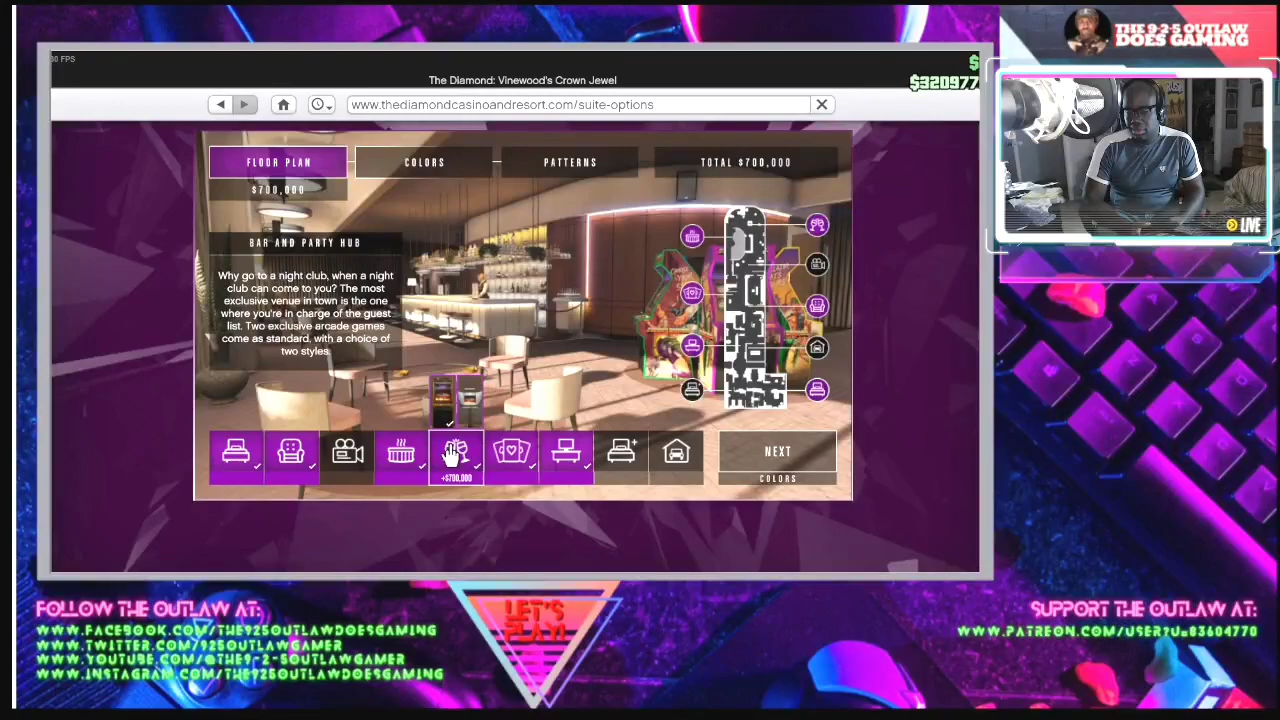 30 FPS
The Diamond: Vinewood's Crown Jewel
$
$320977
www.thediamondcasinoandresort.com/suite-options
FLOOR PLAN
COLORS
PATTERNS
TOTAL $700,000
$700,000
BAR AND PARTY HUB
Why go to a night club, when a night
club can come to you? The most
exclusive venue in town is the one
where you're in charge of the guest
list. Two exclusive arcade games
come as standard, with a choice of
two styles.
+$700,000
NEXT
COLORS
THE 9-2-5 OUTLAW
DOES GAMING
LIVE
FOLLOW THE OUTLAW AT:
WWW.FACEBOOK.COM/THE925OUTLAWDOESGAMING
WWW.TWITTER.COM/925OUTLAWGAMER
WWW.YOUTUBE.COM/@THE9-2-5OUTLAWGAMER
WWW.INSTAGRAM.COM/THE925OUTLAWDOESGAMING
LET'S
PLAY!
SUPPORT THE OUTLAW AT:
WWW.PATREON.COM/USER?U=83604770